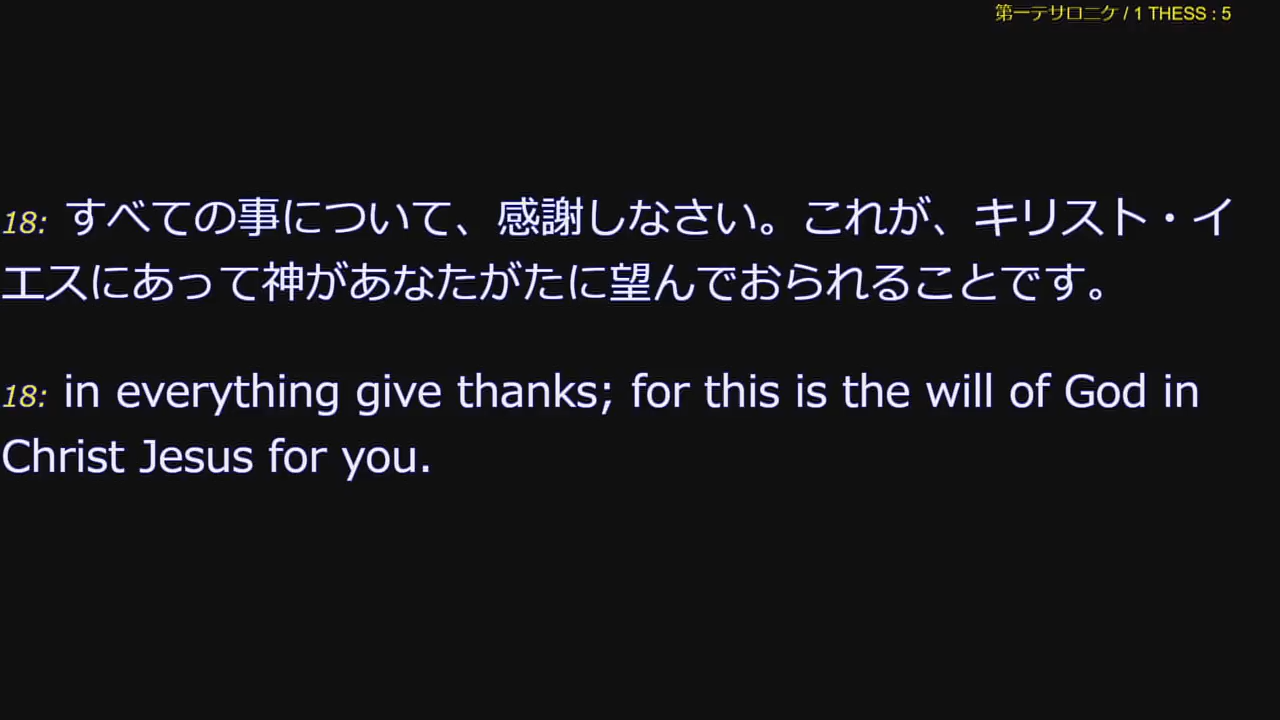 第一テサロニケ / 1 THESS : 5
18: すべての事について、感謝しなさい。これが、キリスト・イ
エスにあって神があなたがたに望んでおられることです。
18: in everything give thanks; for this is the will of God in
Christ Jesus for you.